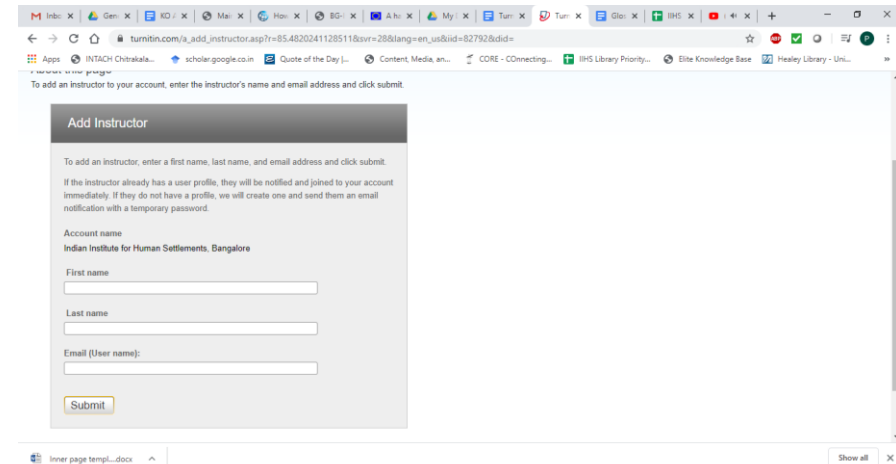 Inbo
Gene
KO /
Mai
How
BG-I
A ha
My
Turn
Turn
Glos
IIHS
turnitin.com/a_add_instructor.asp?r=85.4820241128511&svr=28&lang=en_us&iid=82792&did=
Apps INTACH Chitrakala... scholar.google.co.in Quote of the Day |... Content, Media, an... CORE - COnnecting... IIHS Library Priority... Elite Knowledge Base Healey Library - Uni... »
About this page
To add an instructor to your account, enter the instructor's name and email address and click submit.
Add Instructor
To add an instructor, enter a first name, last name, and email address and click submit.
If the instructor already has a user profile, they will be notified and joined to your account
immediately. If they do not have a profile, we will create one and send them an email
notification with a temporary password.
Account name
Indian Institute for Human Settlements, Bangalore
First name
Last name
Email (User name):
Submit
Inner page templ....docx
Show all